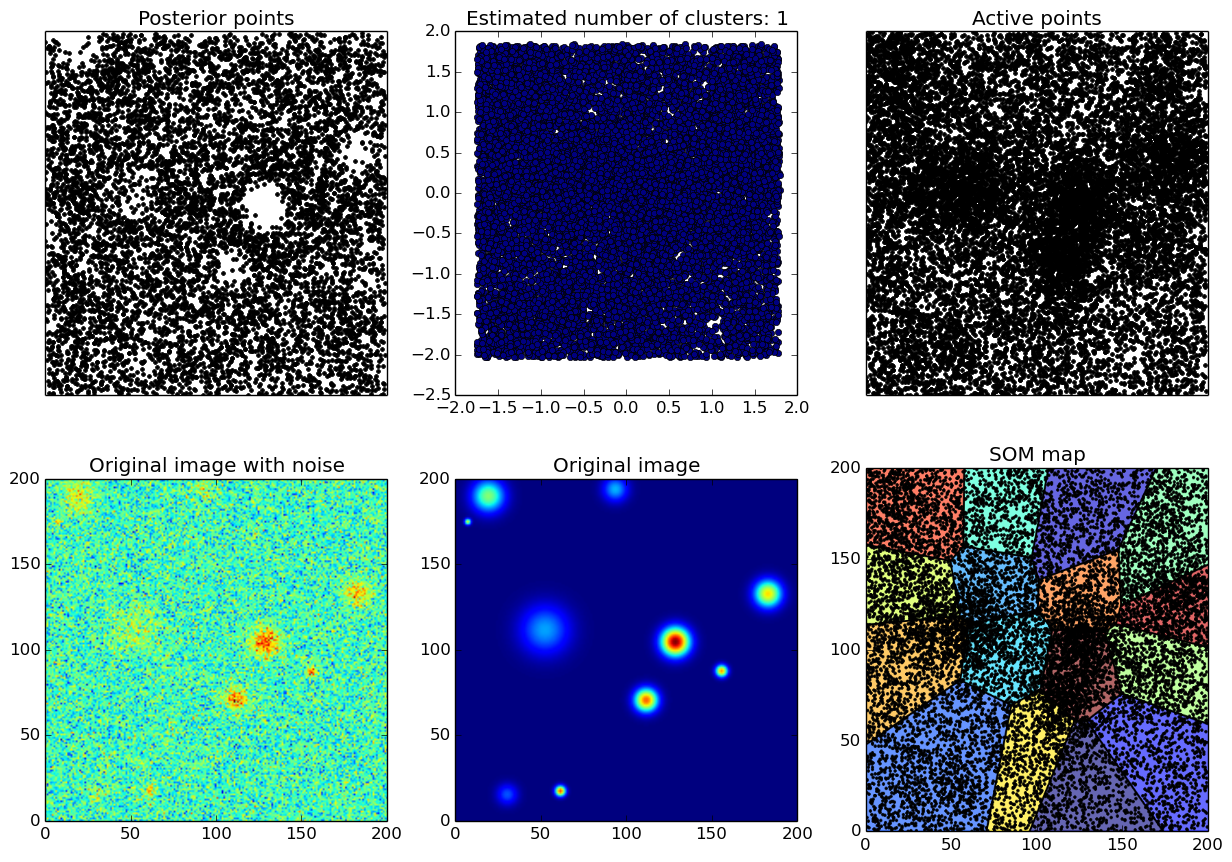 Posterior points
Estimated number of clusters: 1
Active points
2.0
1.5
1.0
0.5
0.0
−0.5
−1.0
−1.5
−2.0
−2.5
−2.0 −1.5 −1.0 −0.5 0.0 0.5 1.0 1.5 2.0
Original image with noise
Original image
SOM map
200
150
100
50
0
0 50 100 150 200
200
150
100
50
0
0 50 100 150 200
200
150
100
50
0
0 50 100 150 200